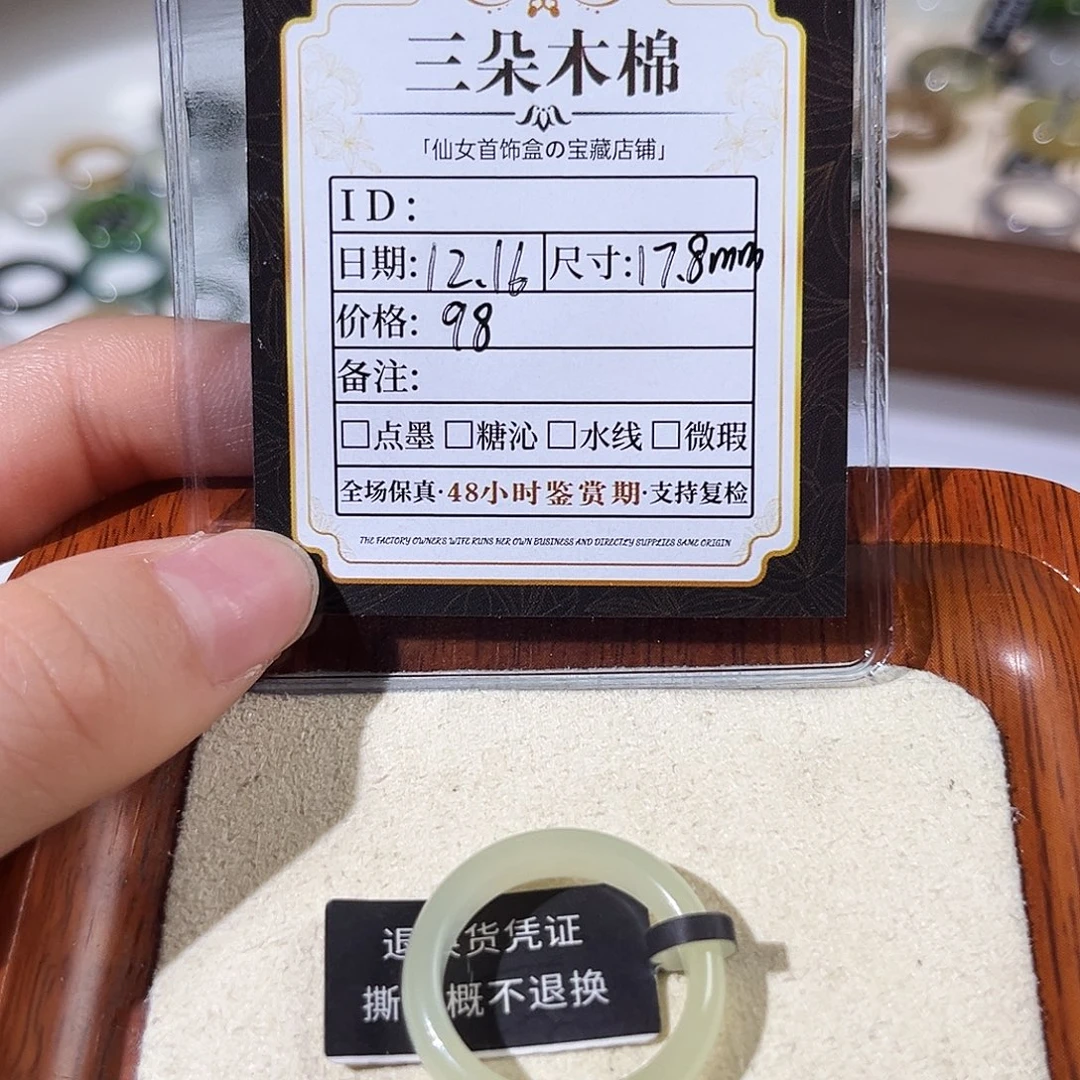 三朵木棉
「仙女首饰盒の宝藏店铺」
ID:
日期: 12.16 尺寸: 17.8mm
价格: 98
备注:
□点墨 □糖沁 □水线 □微瑕
全场保真·48小时鉴赏期·支持复检
THE FACTORY OWNER'S WIFE RUNS HER OWN BUSINESS AND DIRECTLY SUPPLIES SAME ORIGIN
退 货凭证
撕 概不退换